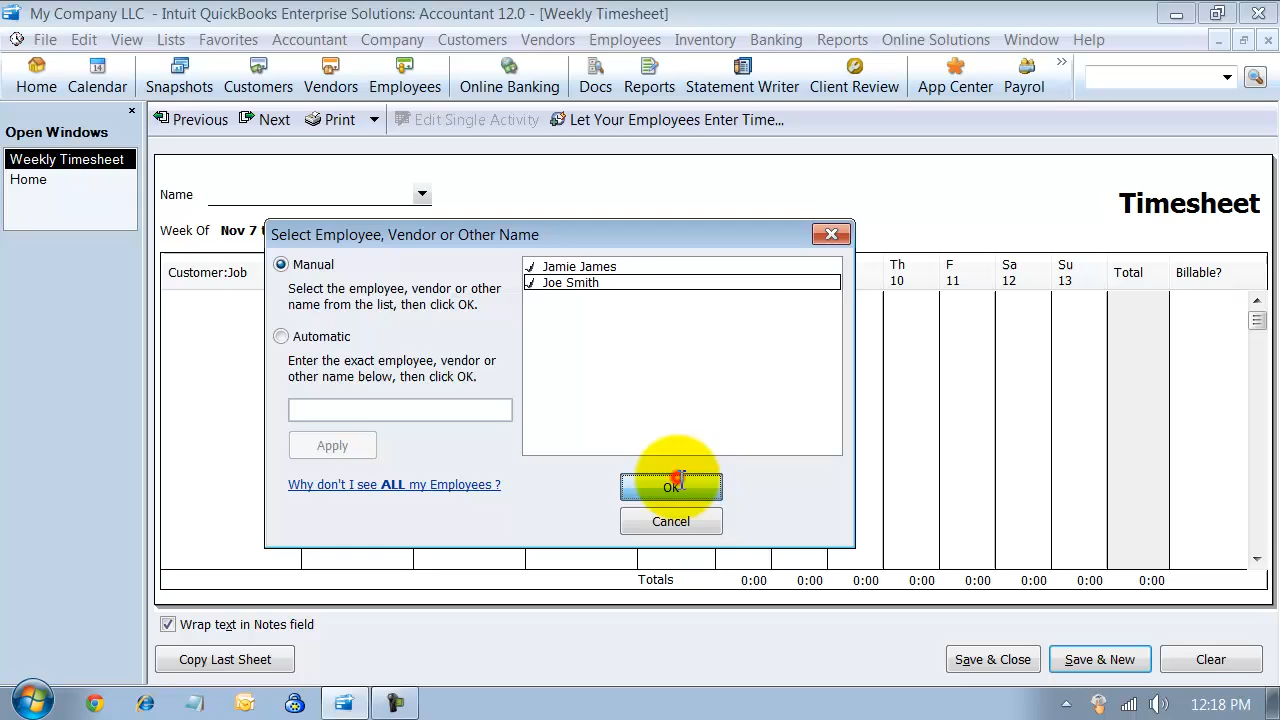 My Company LLC - Intuit QuickBooks Enterprise Solutions: Accountant 12.0 - [Weekly Timesheet]
File Edit View Lists Favorites Accountant Company Customers Vendors Employees Inventory Banking Reports Online Solutions Window Help
Home Calendar Snapshots Customers Vendors Employees Online Banking Docs Reports Statement Writer Client Review App Center Payrol
Open Windows
Weekly Timesheet
Home
Previous Next Print Edit Single Activity Let Your Employees Enter Time...
Name
Timesheet
Week Of Nov 7 t
Customer:Job
Th 10
F 11
Sa 12
Su 13
Total
Billable?
Select Employee, Vendor or Other Name
Manual
Select the employee, vendor or other
name from the list, then click OK.
Automatic
Enter the exact employee, vendor or
other name below, then click OK.
Apply
Why don't I see ALL my Employees ?
Jamie James
Joe Smith
OK
Cancel
Totals 0:00 0:00 0:00 0:00 0:00 0:00 0:00 0:00
Wrap text in Notes field
Copy Last Sheet Save & Close Save & New Clear
12:18 PM